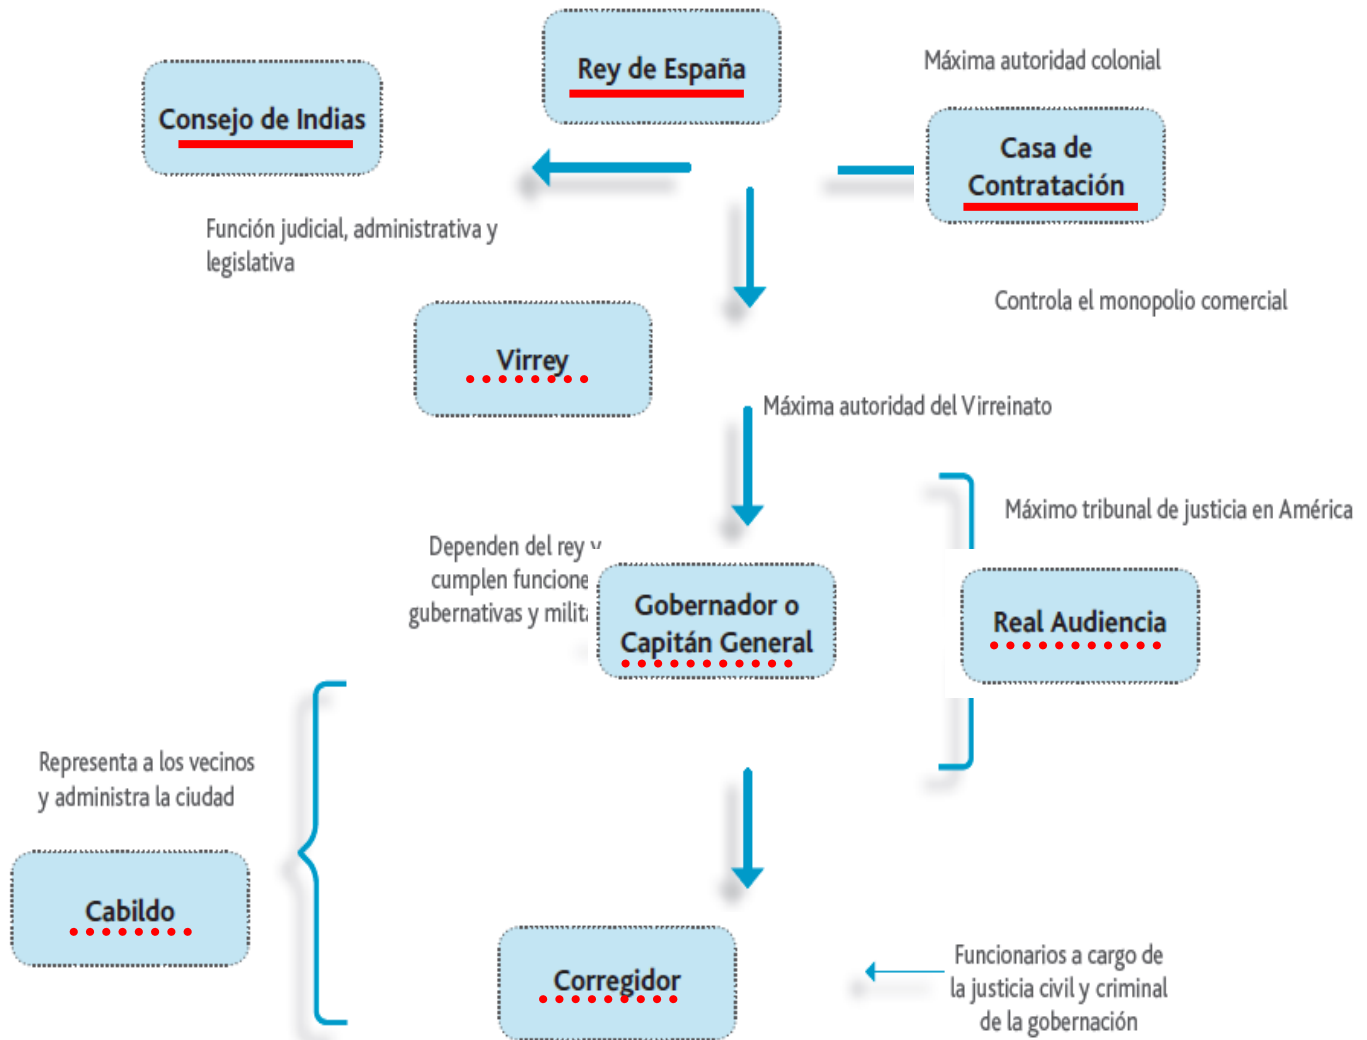 Rey de España
Máxima autoridad colonial
Consejo de Indias
Casa de
Contratación
Función judicial, administrativa y
legislativa
Controla el monopolio comercial
Virrey
Máxima autoridad del Virreinato
Máximo tribunal de justicia en América
Dependen del rey y
cumplen funcione
gubernativas y milita
Gobernador o
Capitán General
Real Audiencia
Representa a los vecinos
y administra la ciudad
Cabildo
Corregidor
Funcionarios a cargo de
la justicia civil y criminal
de la gobernación